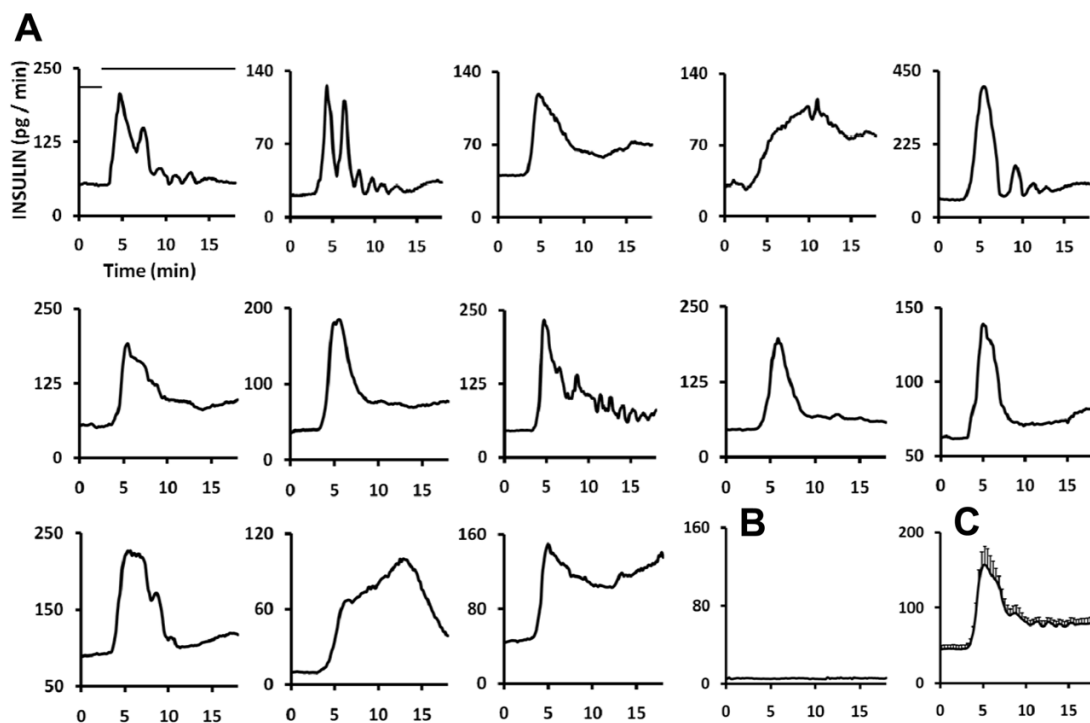 A
250 140 140 140 450
125 70 70 70 225
0 0 0 0 0
INSULIN (pg / min)
0 5 10 15 0 5 10 15 0 5 10 15 0 5 10 15 0 5 10 15
Time (min)
250 200 250 250 150
125 100 125 125 100
0 0 0 0 50
0 5 10 15 0 5 10 15 0 5 10 15 0 5 10 15 0 5 10 15
B C
250 120 160 160 200
150 60 80 80 100
50 0 0 0 0
0 5 10 15 0 5 10 15 0 5 10 15 0 5 10 15 0 5 10 15